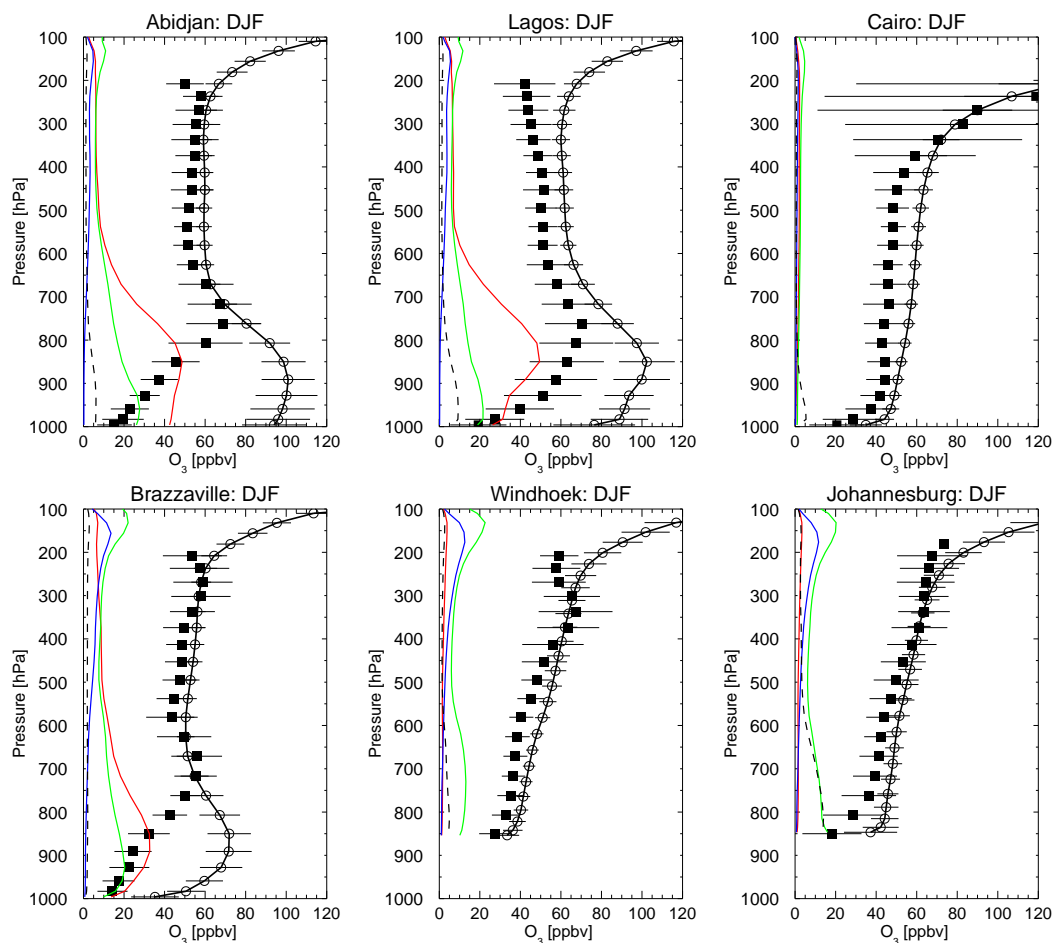 Abidjan: DJF
Lagos: DJF
Cairo: DJF
100
200
300
400
500
600
700
800
900
1000
Pressure [hPa]
0 20 40 60 80 100 120
O3 [ppbv]
100
200
300
400
500
600
700
800
900
1000
Pressure [hPa]
0 20 40 60 80 100 120
O3 [ppbv]
100
200
300
400
500
600
700
800
900
1000
Pressure [hPa]
0 20 40 60 80 100 120
O3 [ppbv]
Brazzaville: DJF
Windhoek: DJF
Johannesburg: DJF
100
200
300
400
500
600
700
800
900
1000
Pressure [hPa]
0 20 40 60 80 100 120
O3 [ppbv]
100
200
300
400
500
600
700
800
900
1000
Pressure [hPa]
0 20 40 60 80 100 120
O3 [ppbv]
100
200
300
400
500
600
700
800
900
1000
Pressure [hPa]
0 20 40 60 80 100 120
O3 [ppbv]